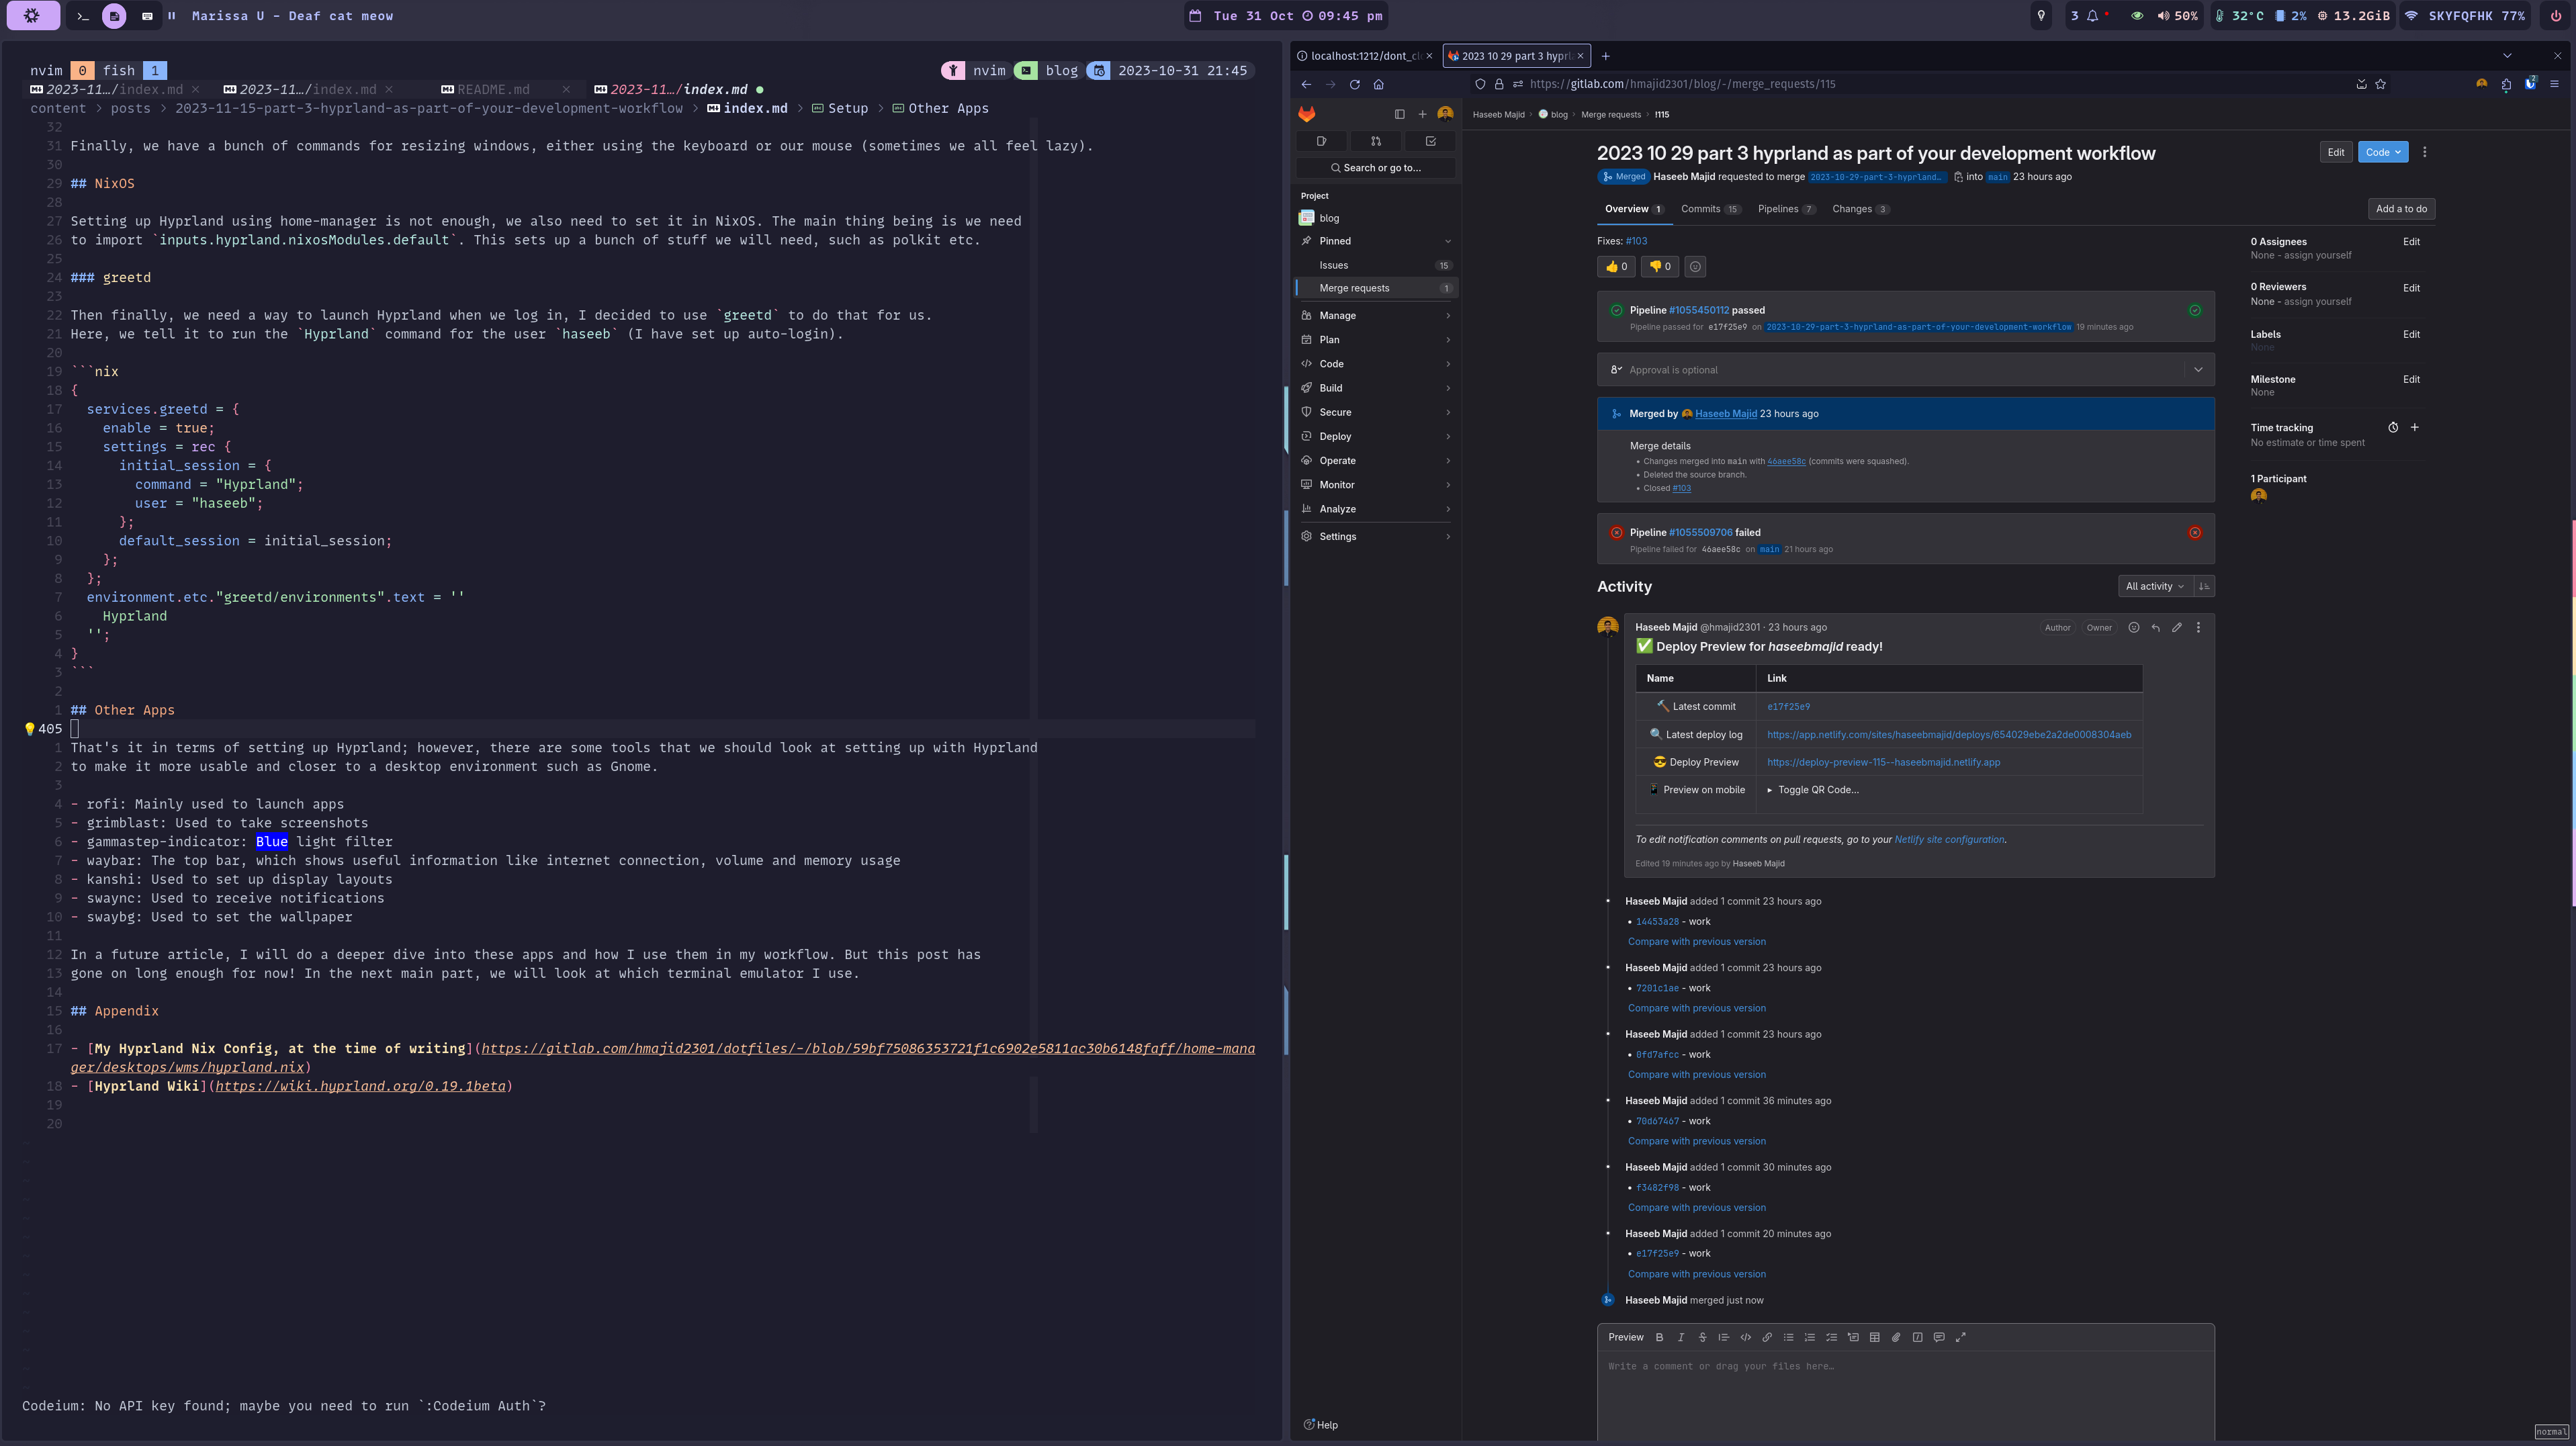 Marissa U - Deaf cat meow
Tue 31 Oct 09:45 pm
3 50% 32°C 2% 13.2GiB SKYFQFHK 77%
nvim 0 fish 1
nvim blog 2023-10-31 21:45
2023-11…/index.md × 2023-11…/index.md × README.md × 2023-11…/index.md ●
content > posts > 2023-11-15-part-3-hyprland-as-part-of-your-development-workflow > index.md > Setup > Other Apps
32
31 Finally, we have a bunch of commands for resizing windows, either using the keyboard or our mouse (sometimes we all feel lazy).
30
29 ## NixOS
28
27 Setting up Hyprland using home-manager is not enough, we also need to set it in NixOS. The main thing being is we need
26 to import `inputs.hyprland.nixosModules.default`. This sets up a bunch of stuff we will need, such as polkit etc.
25
24 ### greetd
23
22 Then finally, we need a way to launch Hyprland when we log in, I decided to use `greetd` to do that for us.
21 Here, we tell it to run the `Hyprland` command for the user `haseeb` (I have set up auto-login).
20
19 ```nix
18 {
17 services.greetd = {
16 enable = true;
15 settings = rec {
14 initial_session = {
13 command = "Hyprland";
12 user = "haseeb";
11 };
10 default_session = initial_session;
9 };
8 };
7 environment.etc."greetd/environments".text = ''
6 Hyprland
5 '';
4 }
3 ```
2
1 ## Other Apps
405
1 That's it in terms of setting up Hyprland; however, there are some tools that we should look at setting up with Hyprland
2 to make it more usable and closer to a desktop environment such as Gnome.
3
4 - rofi: Mainly used to launch apps
5 - grimblast: Used to take screenshots
6 - gammastep-indicator: Blue light filter
7 - waybar: The top bar, which shows useful information like internet connection, volume and memory usage
8 - kanshi: Used to set up display layouts
9 - swaync: Used to receive notifications
10 - swaybg: Used to set the wallpaper
11
12 In a future article, I will do a deeper dive into these apps and how I use them in my workflow. But this post has
13 gone on long enough for now! In the next main part, we will look at which terminal emulator I use.
14
15 ## Appendix
16
17 - [My Hyprland Nix Config, at the time of writing](https://gitlab.com/hmajid2301/dotfiles/-/blob/59bf75086353721f1c6902e5811ac30b6148faff/home-mana
ger/desktops/wms/hyprland.nix)
18 - [Hyprland Wiki](https://wiki.hyprland.org/0.19.1beta)
19
20
Codeium: No API key found; maybe you need to run `:Codeium Auth`?
localhost:1212/dont_cl × 2023 10 29 part 3 hyprl × +
https://gitlab.com/hmajid2301/blog/-/merge_requests/115
Haseeb Majid > blog > Merge requests > !115
Search or go to...
Project
blog
Pinned
Issues 15
Merge requests 1
Manage
Plan
Code
Build
Secure
Deploy
Operate
Monitor
Analyze
Settings
Help
2023 10 29 part 3 hyprland as part of your development workflow
Edit Code
Merged Haseeb Majid requested to merge 2023-10-29-part-3-hyprland… into main 23 hours ago
Overview 1 Commits 15 Pipelines 7 Changes 3
Add a to do
Fixes: #103
👍 0 👎 0
Pipeline #1055450112 passed
Pipeline passed for e17f25e9 on 2023-10-29-part-3-hyprland-as-part-of-your-development-workflow 19 minutes ago
Approval is optional
Merged by Haseeb Majid 23 hours ago
Merge details
• Changes merged into main with 46aee58c (commits were squashed).
• Deleted the source branch.
• Closed #103
Pipeline #1055509706 failed
Pipeline failed for 46aee58c on main 21 hours ago
0 Assignees Edit
None - assign yourself
0 Reviewers Edit
None - assign yourself
Labels Edit
None
Milestone Edit
None
Time tracking +
No estimate or time spent
1 Participant
Activity
All activity
Haseeb Majid @hmajid2301 · 23 hours ago
Author Owner
✅ Deploy Preview for haseebmajid ready!
Name Link
🔨 Latest commit e17f25e9
🔍 Latest deploy log https://app.netlify.com/sites/haseebmajid/deploys/654029ebe2a2de0008304aeb
😎 Deploy Preview https://deploy-preview-115--haseebmajid.netlify.app
📱 Preview on mobile ▸ Toggle QR Code...
To edit notification comments on pull requests, go to your Netlify site configuration.
Edited 19 minutes ago by Haseeb Majid
Haseeb Majid added 1 commit 23 hours ago
• 14453a28 - work
Compare with previous version
Haseeb Majid added 1 commit 23 hours ago
• 7201c1ae - work
Compare with previous version
Haseeb Majid added 1 commit 23 hours ago
• 0fd7afcc - work
Compare with previous version
Haseeb Majid added 1 commit 36 minutes ago
• 70d67467 - work
Compare with previous version
Haseeb Majid added 1 commit 30 minutes ago
• f3482f98 - work
Compare with previous version
Haseeb Majid added 1 commit 20 minutes ago
• e17f25e9 - work
Compare with previous version
Haseeb Majid merged just now
Preview B I S
Write a comment or drag your files here…
normal